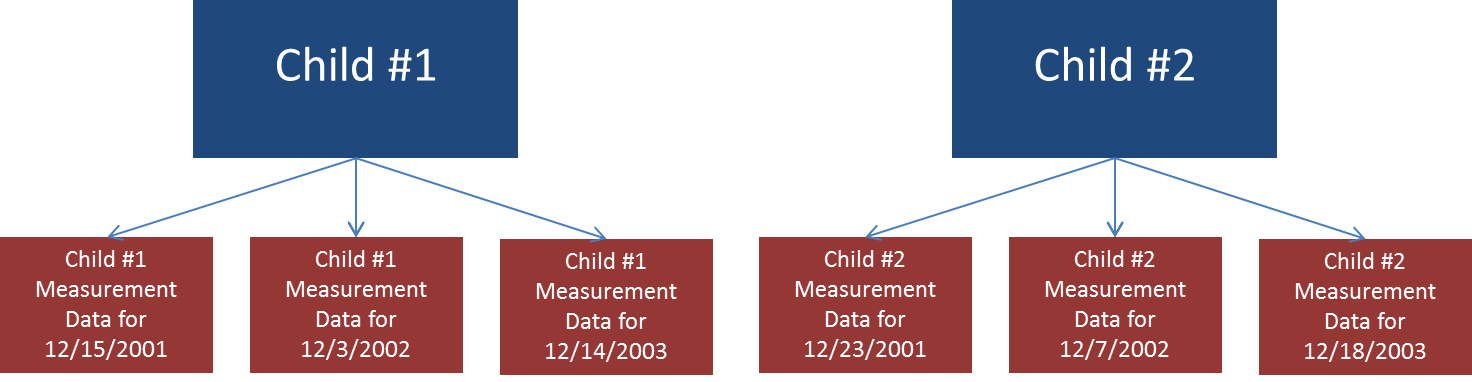 Child #1
Child #2
Child #1
Measurement
Data for
12/15/2001
Child #1
Measurement
Data for
12/3/2002
Child #1
Measurement
Data for
12/14/2003
Child #2
Measurement
Data for
12/23/2001
Child #2
Measurement
Data for
12/7/2002
Child #2
Measurement
Data for
12/18/2003